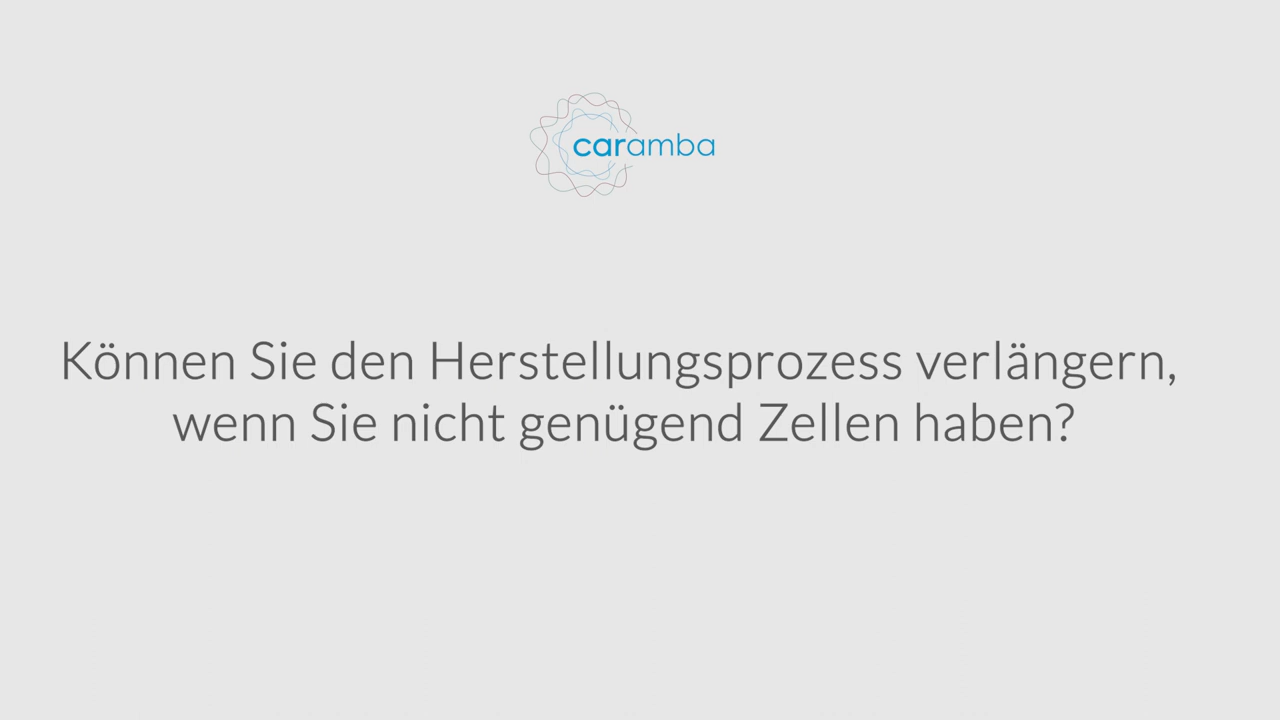 caramba
Können Sie den Herstellungsprozess verlängern,
wenn Sie nicht genügend Zellen haben?